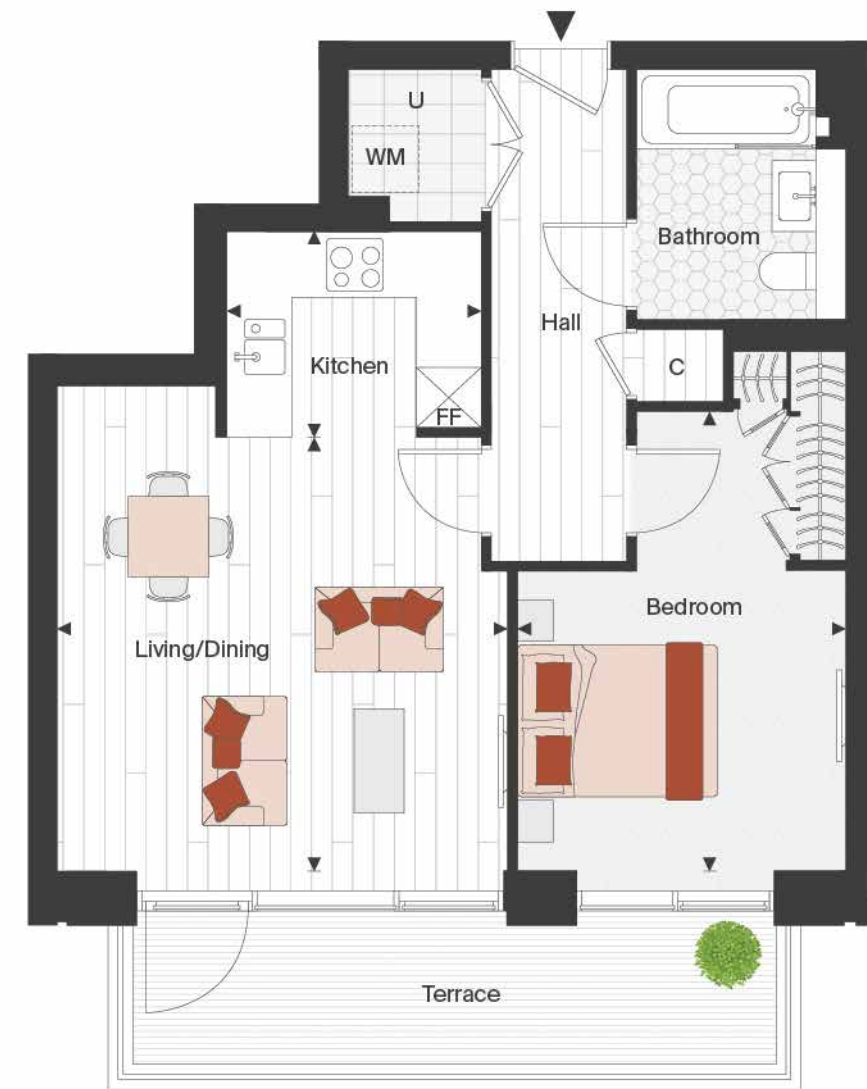 U
WM
Bathroom
Hall
Kitchen
C
FF
Bedroom
Living/Dining
Terrace